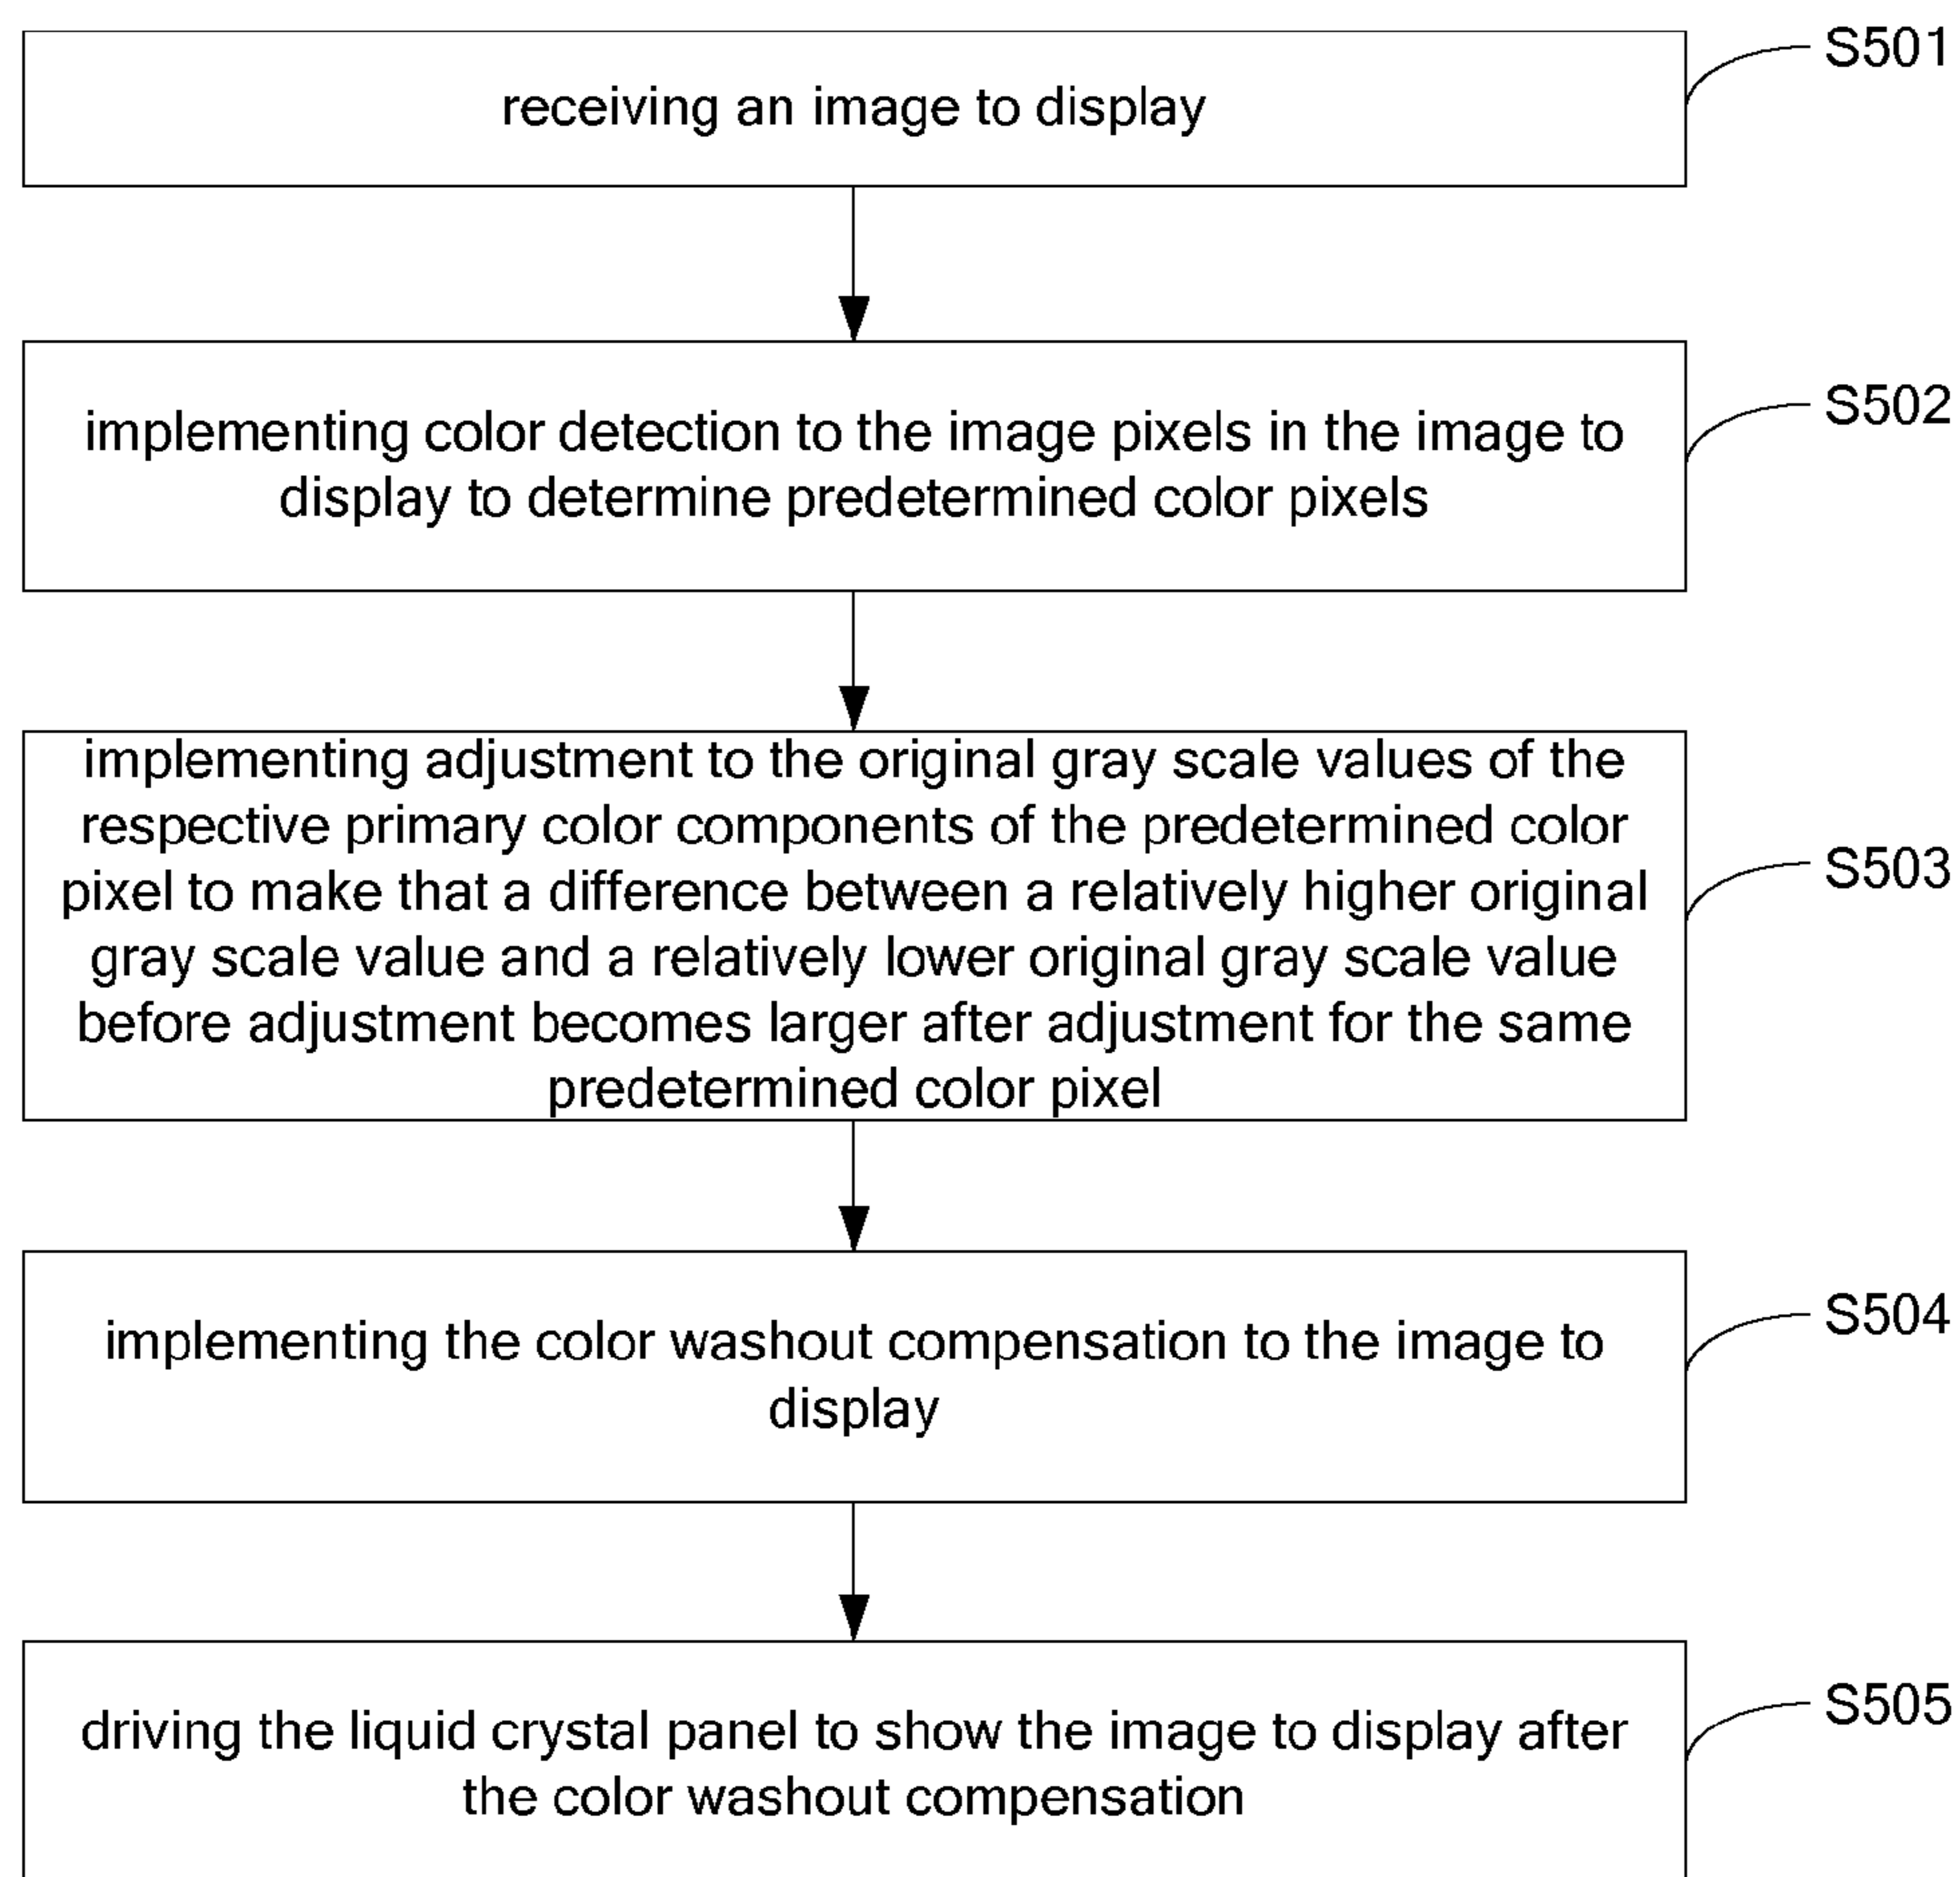 S501
receiving an image to display
S502
implementing color detection to the image pixels in the image to
display to determine predetermined color pixels
implementing adjustment to the original gray scale values of the
respective primary color components of the predetermined color
pixel to make that a difference between a relatively higher original
gray scale value and a relatively lower original gray scale value
before adjustment becomes larger after adjustment for the same
predetermined color pixel
S503
S504
implementing the color washout compensation to the image to
display
S505
driving the liquid crystal panel to show the image to display after
the color washout compensation